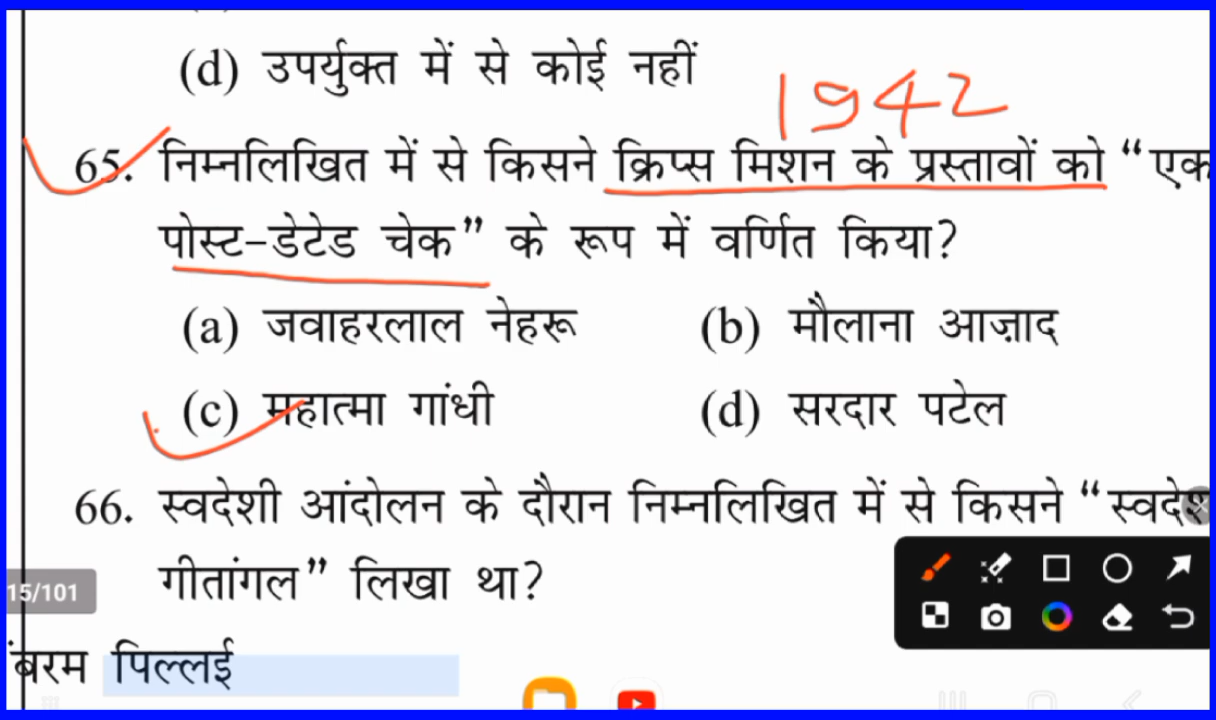 (d) उपर्युक्त में से कोई नहीं
1942
65. निम्नलिखित में से किसने क्रिप्स मिशन के प्रस्तावों को “एक
पोस्ट-डेटेड चेक” के रूप में वर्णित किया?
(a) जवाहरलाल नेहरू (b) मौलाना आज़ाद
(c) महात्मा गांधी (d) सरदार पटेल
66. स्वदेशी आंदोलन के दौरान निम्नलिखित में से किसने “स्वदेश
गीतांगल” लिखा था?
15/101
ंबरम पिल्लई